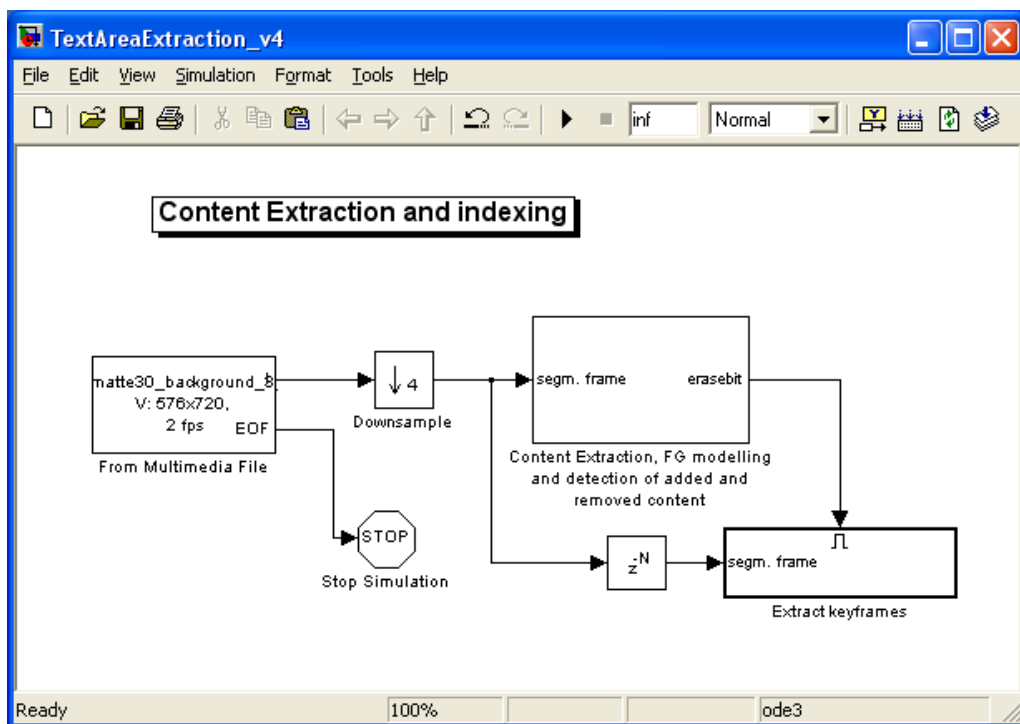 TextAreaExtraction_v4
File Edit View Simulation Format Tools Help
inf Normal
Content Extraction and indexing
matte30_background_8
V: 576x720,
2 fps
EOF
From Multimedia File
↓ 4
Downsample
segm. frame erasebit
Content Extraction, FG modelling
and detection of added and
removed content
STOP
Stop Simulation
z-N
segm. frame
Extract keyframes
Ready 100% ode3